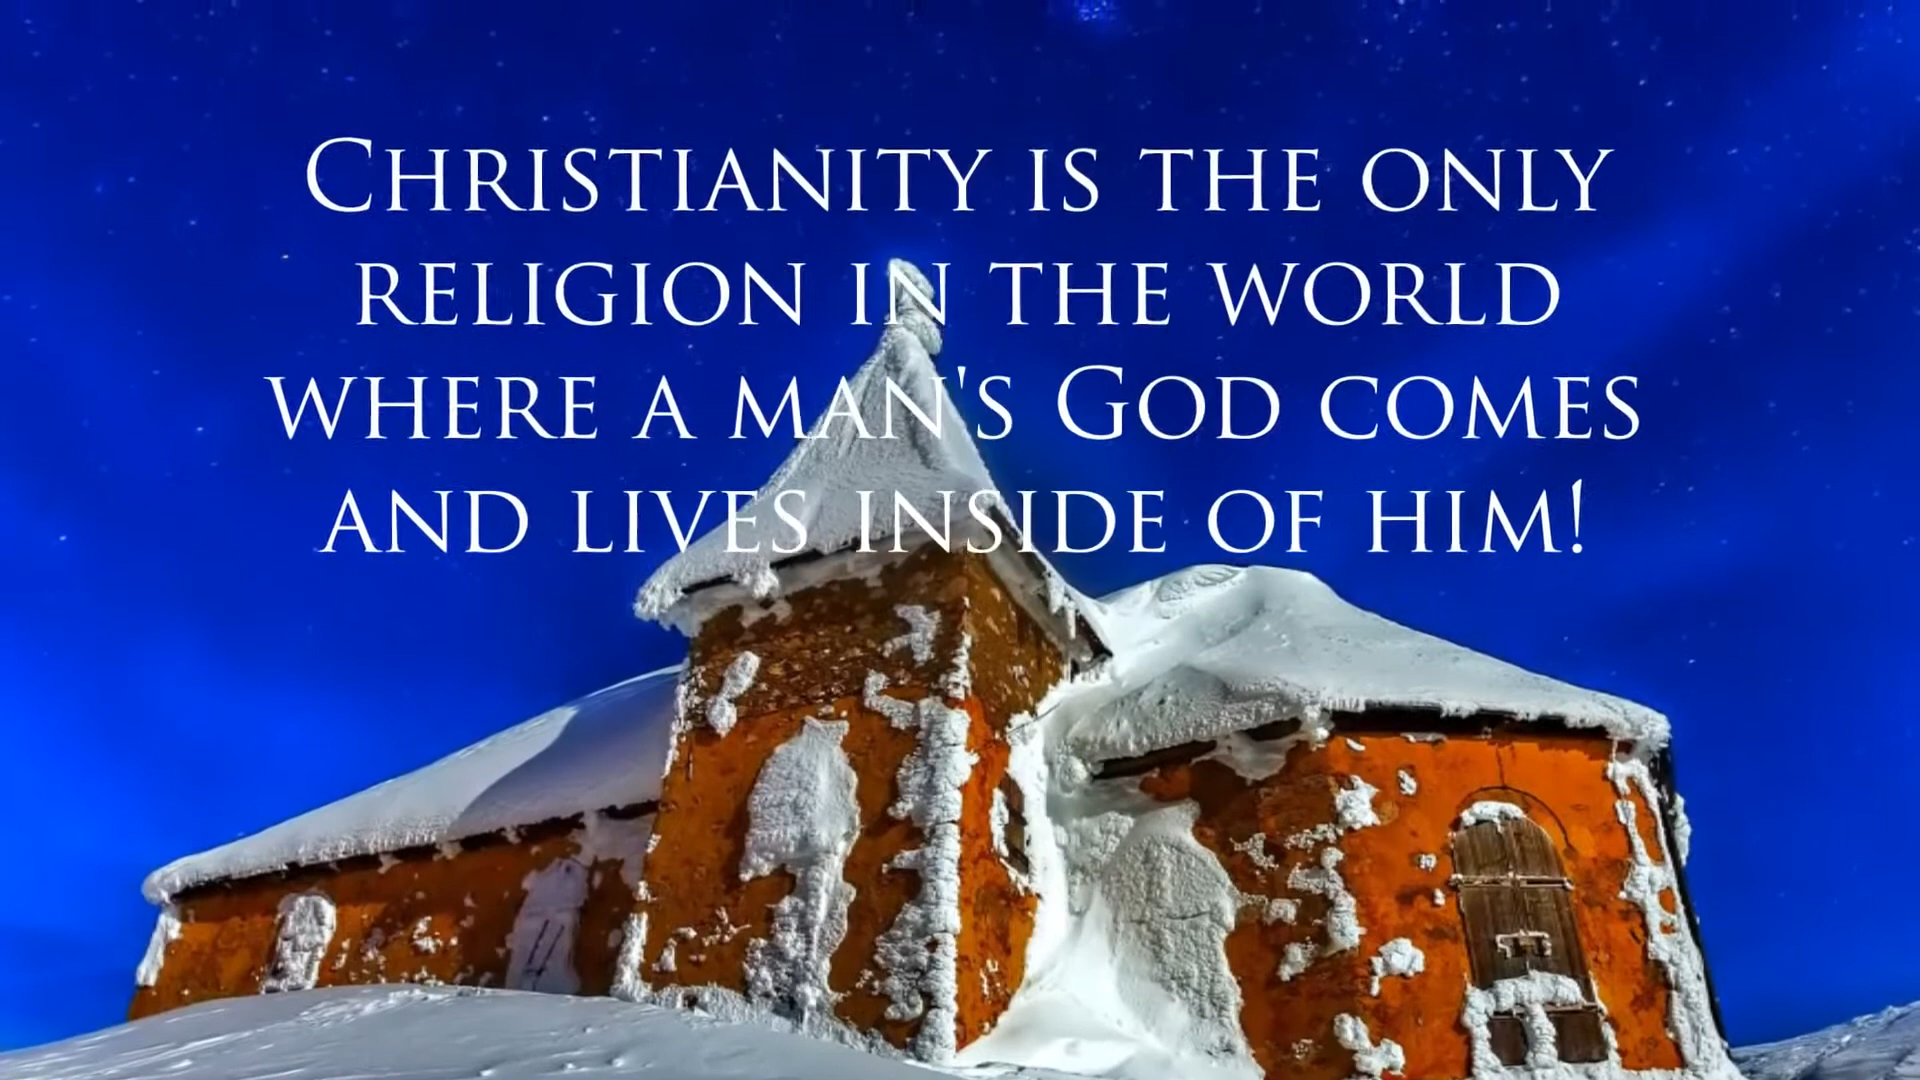 Christianity is the only
religion in the world
where a man's God comes
and lives inside of him!